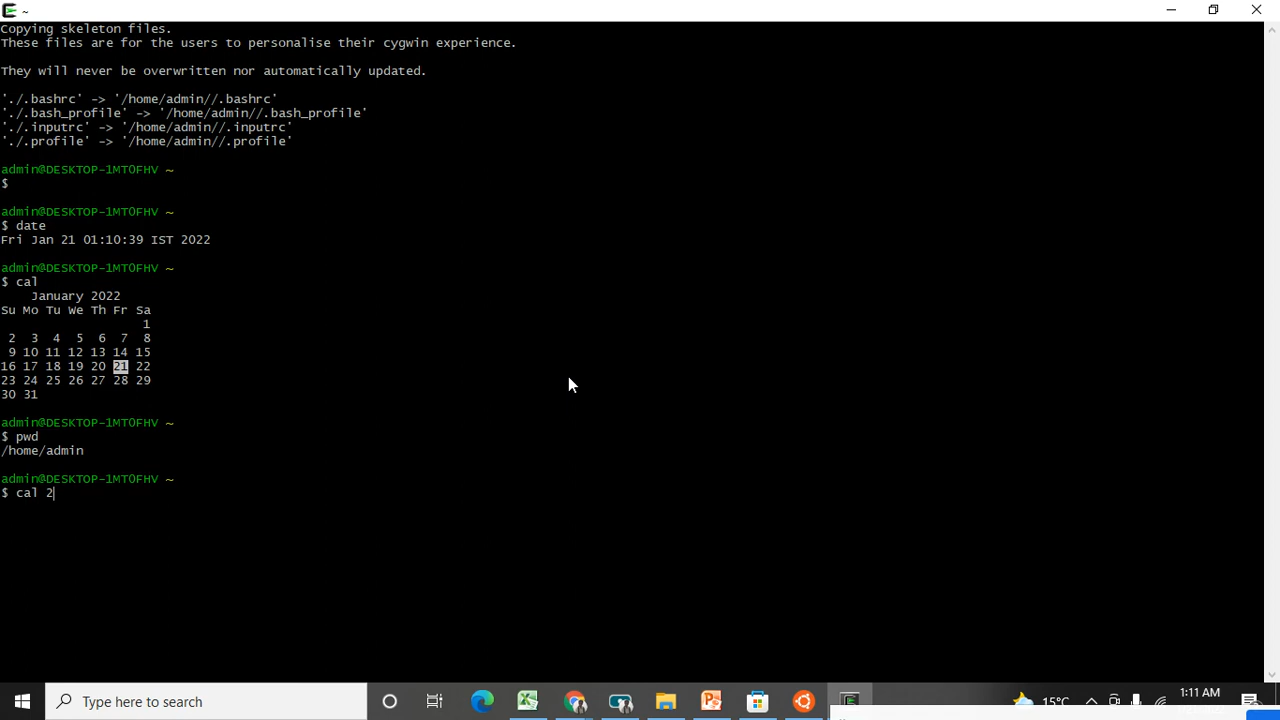 ~
Copying skeleton files.
These files are for the users to personalise their cygwin experience.
They will never be overwritten nor automatically updated.
'./.bashrc' -> '/home/admin//.bashrc'
'./.bash_profile' -> '/home/admin//.bash_profile'
'./.inputrc' -> '/home/admin//.inputrc'
'./.profile' -> '/home/admin//.profile'
admin@DESKTOP-1MT0FHV ~
$
admin@DESKTOP-1MT0FHV ~
$ date
Fri Jan 21 01:10:39 IST 2022
admin@DESKTOP-1MT0FHV ~
$ cal
January 2022
Su Mo Tu We Th Fr Sa
1
2 3 4 5 6 7 8
9 10 11 12 13 14 15
16 17 18 19 20 21 22
23 24 25 26 27 28 29
30 31
admin@DESKTOP-1MT0FHV ~
$ pwd
/home/admin
admin@DESKTOP-1MT0FHV ~
$ cal 2
Type here to search
15°C
1:11 AM